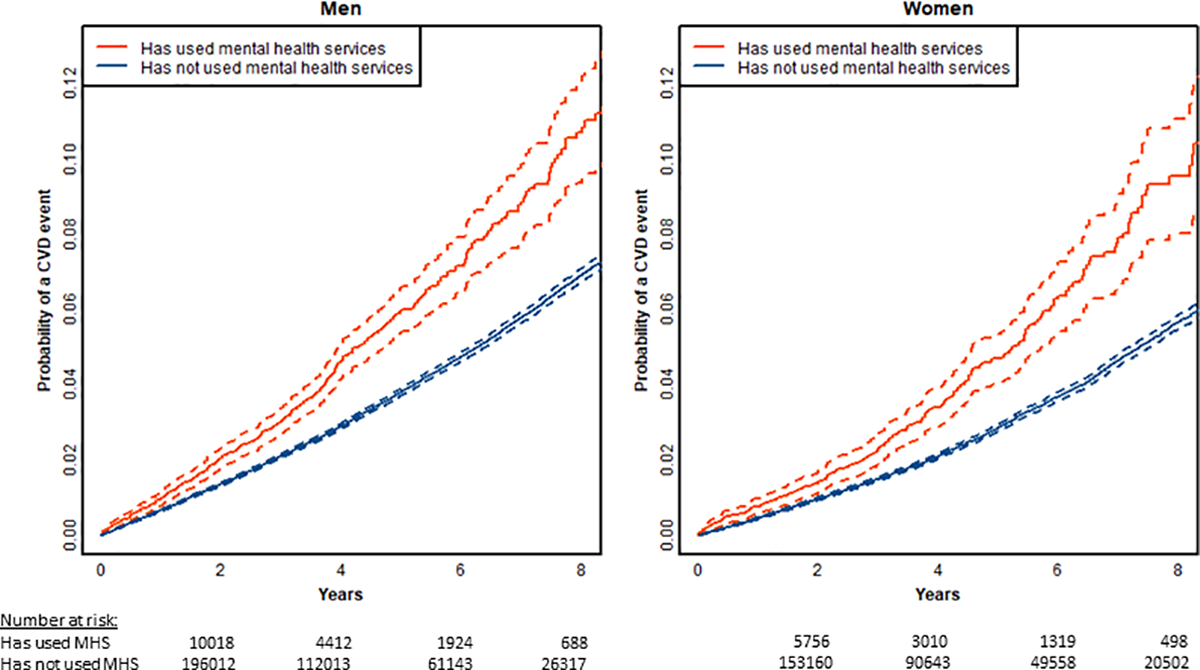 Men
Has used mental health services
Has not used mental health services
Probability of a CVD event
0.12
0.10
0.08
0.06
0.04
0.02
0.00
0 2 4 6 8
Years
Women
Has used mental health services
Has not used mental health services
Probability of a CVD event
0.12
0.10
0.08
0.06
0.04
0.02
0.00
0 2 4 6 8
Years
Number at risk:
Has used MHS 10018 4412 1924 688 5756 3010 1319 498
Has not used MHS 196012 112013 61143 26317 153160 90643 49558 20502